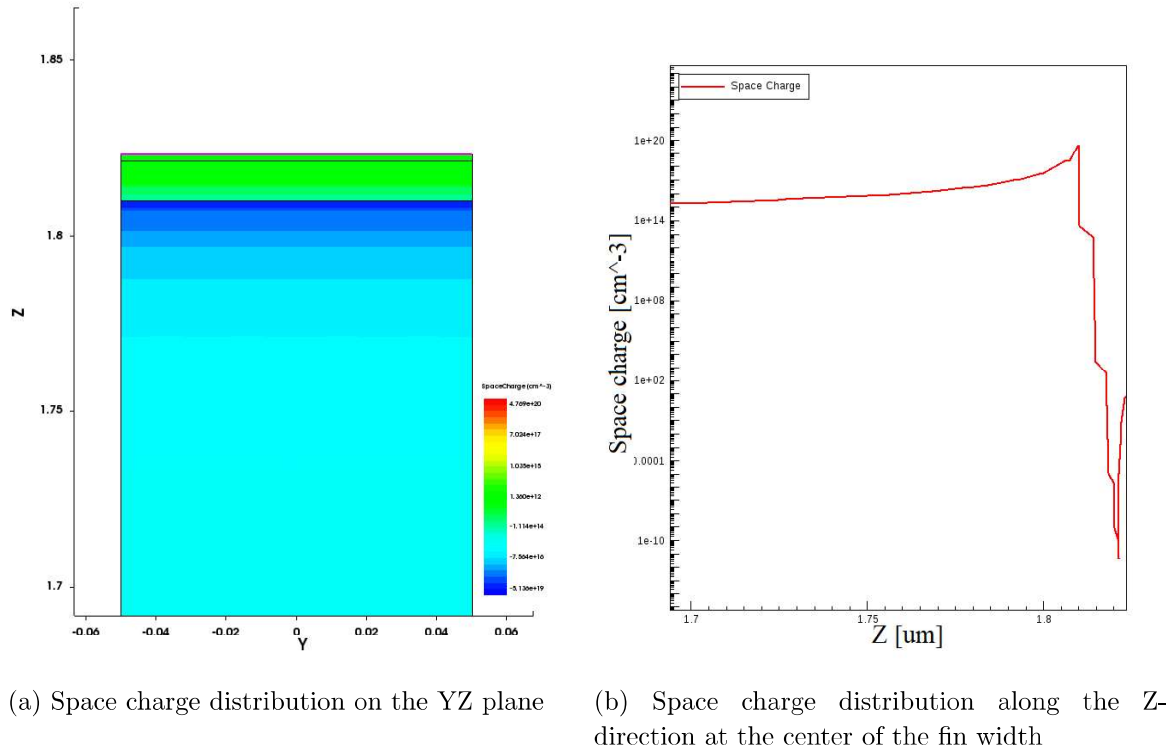 1.85
1.8
1.75
1.7
Z
-0.06
-0.04
-0.02
0
0.02
0.04
0.06
Y
SpaceCharge (cm^-3)
4.769e+20
7.034e+17
1.035e+15
1.360e+12
-1.114e+14
-7.564e+16
-5.136e+19
Space Charge
1e+20
1e+14
1e+08
1e+02
0.0001
1e-10
Space charge [cm^-3]
1.7
1.75
1.8
Z [um]
(a) Space charge distribution on the YZ plane
(b) Space charge distribution along the Z-
direction at the center of the fin width